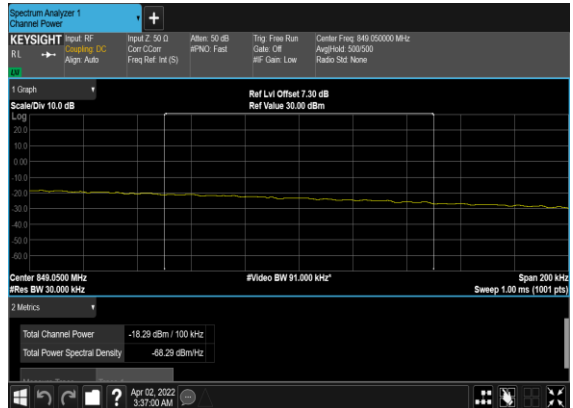 Spectrum Analyzer 1
Channel Power
+
KEYSIGHT
RL
LV
Input: RF
Coupling: DC
Align: Auto
Input Z: 50 Ω
Corr CCorr
Freq Ref: Int (S)
Atten: 50 dB
#PNO: Fast
Trig: Free Run
Gate: Off
#IF Gain: Low
Center Freq: 849.050000 MHz
Avg|Hold: 500/500
Radio Std: None
1 Graph
Scale/Div 10.0 dB
Ref Lvl Offset 7.30 dB
Ref Value 30.00 dBm
Log
20.0
10.0
0.00
-10.0
-20.0
-30.0
-40.0
-50.0
-60.0
Center 849.0500 MHz
#Video BW 91.000 kHz*
Span 200 kHz
#Res BW 30.000 kHz
Sweep 1.00 ms (1001 pts)
2 Metrics
Total Channel Power -18.29 dBm / 100 kHz
Total Power Spectral Density -68.29 dBm/Hz
?
Apr 02, 2022
3:37:00 AM